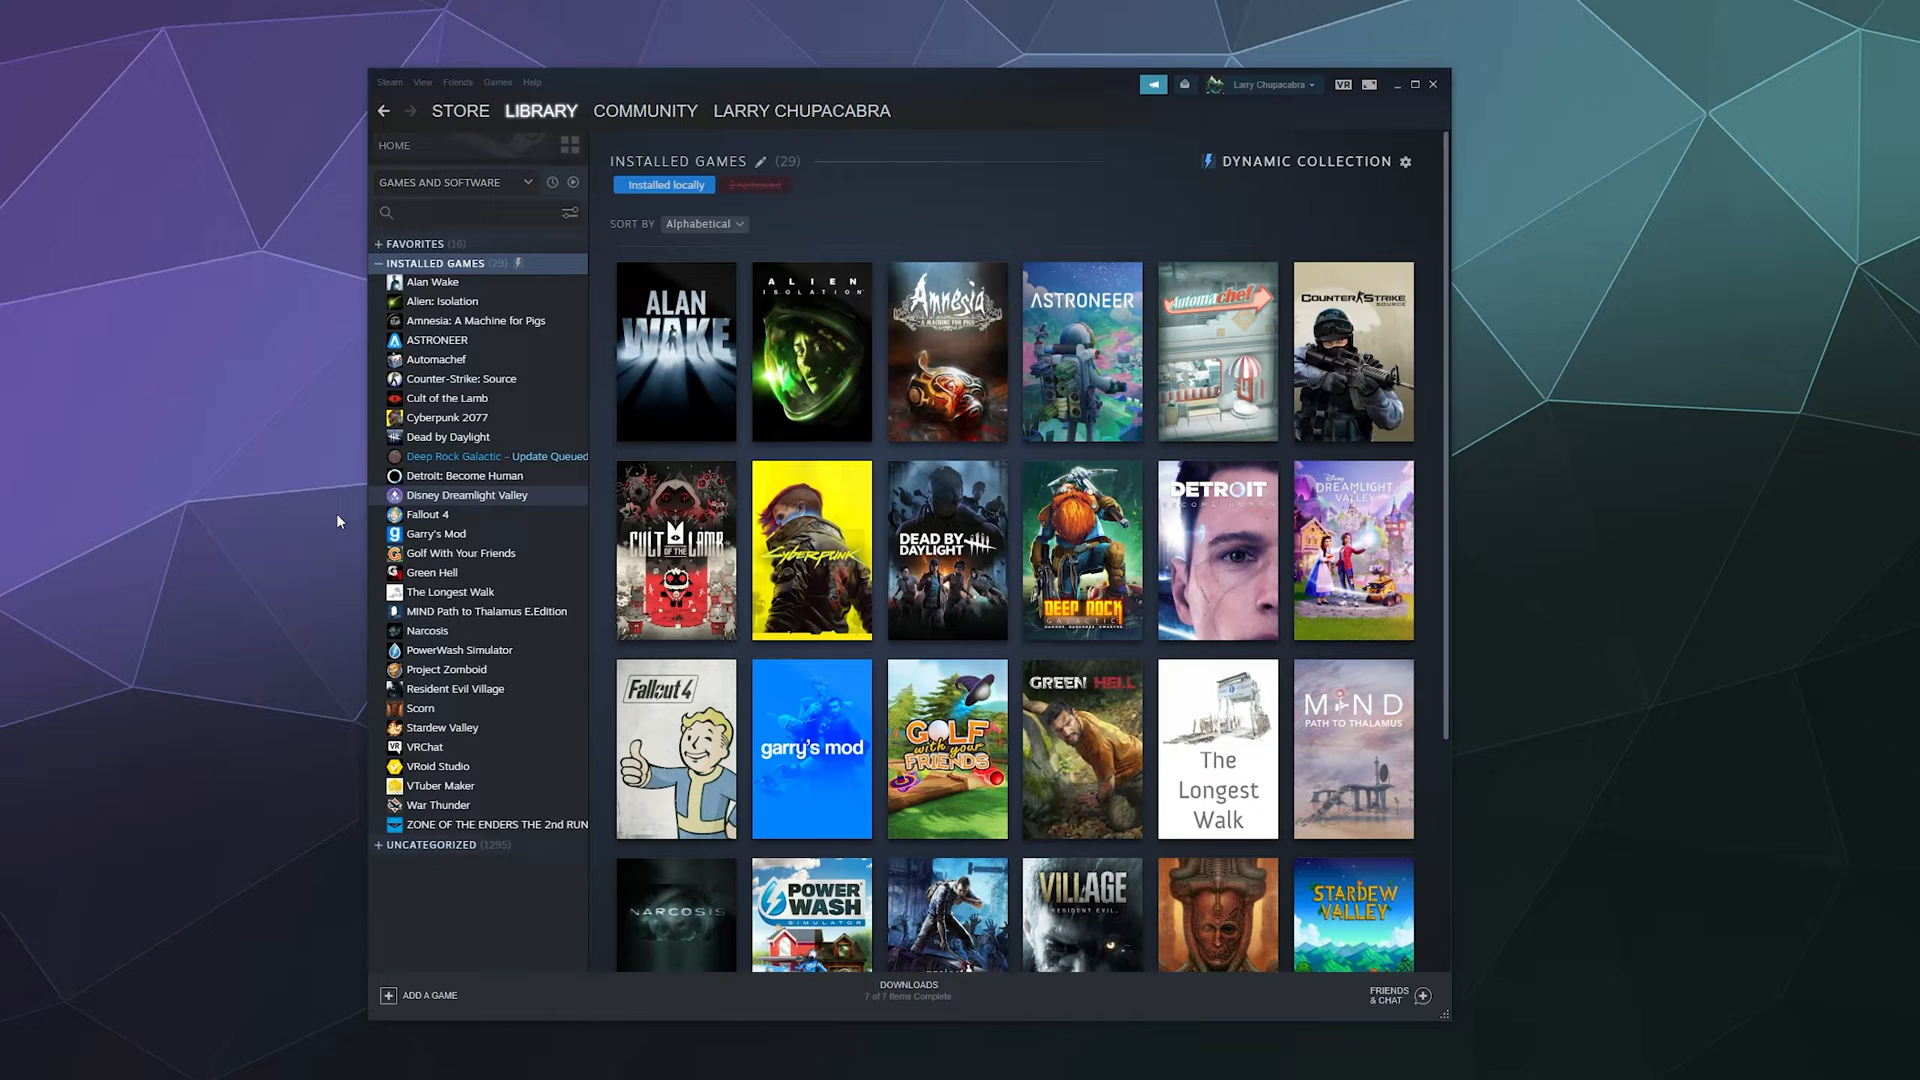 Steam View Friends Games Help
Larry Chupacabra
VR
STORE LIBRARY COMMUNITY LARRY CHUPACABRA
HOME
GAMES AND SOFTWARE
+ FAVORITES (16)
– INSTALLED GAMES (29)
Alan Wake
Alien: Isolation
Amnesia: A Machine for Pigs
ASTRONEER
Automachef
Counter-Strike: Source
Cult of the Lamb
Cyberpunk 2077
Dead by Daylight
Deep Rock Galactic - Update Queued
Detroit: Become Human
Disney Dreamlight Valley
Fallout 4
Garry's Mod
Golf With Your Friends
Green Hell
The Longest Walk
MIND Path to Thalamus E.Edition
Narcosis
PowerWash Simulator
Project Zomboid
Resident Evil Village
Scorn
Stardew Valley
VRChat
VRoid Studio
VTuber Maker
War Thunder
ZONE OF THE ENDERS THE 2nd RUN
+ UNCATEGORIZED (1295)
INSTALLED GAMES (29)
DYNAMIC COLLECTION
Installed locally
2 removed
SORT BY Alphabetical
ALAN
WAKE
ALIEN
ISOLATION
Amnesia
A MACHINE FOR PIGS
ASTRONEER
Automachef
COUNTER-STRIKE
SOURCE
CULT OF THE LAMB
CYBERPUNK
DEAD BY
DAYLIGHT
DEEP ROCK
GALACTIC
DETROIT
BECOME HUMAN
Disney
DREAMLIGHT
VALLEY
Fallout 4
garry's mod
GOLF
with your
FRIENDS
GREEN HELL
The
Longest
Walk
MIND
PATH TO THALAMUS
NARCOSIS
POWER
WASH
SIMULATOR
VILLAGE
RESIDENT EVIL
STARDEW
VALLEY
ADD A GAME
DOWNLOADS
7 of 7 Items Complete
FRIENDS
& CHAT